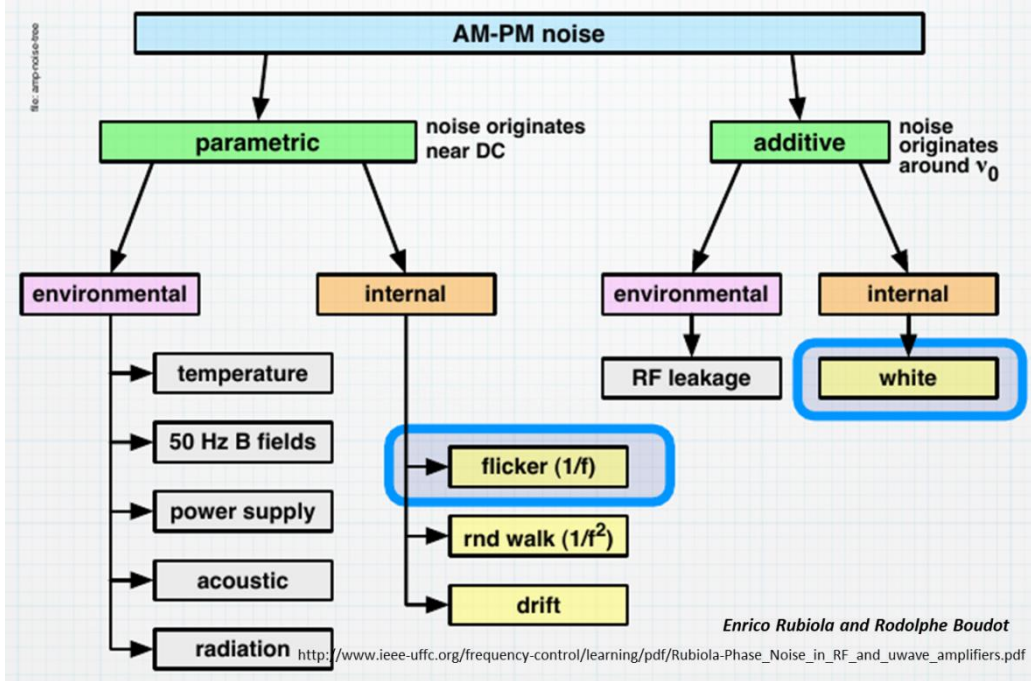 file: amp-noise-tree
AM-PM noise
parametric
noise originates
near DC
additive
noise
originates
around ν0
environmental
internal
environmental
internal
temperature
50 Hz B fields
power supply
acoustic
radiation
flicker (1/f)
rnd walk (1/f²)
drift
RF leakage
white
Enrico Rubiola and Rodolphe Boudot
http://www.ieee-uffc.org/frequency-control/learning/pdf/Rubiola-Phase_Noise_in_RF_and_uwave_amplifiers.pdf